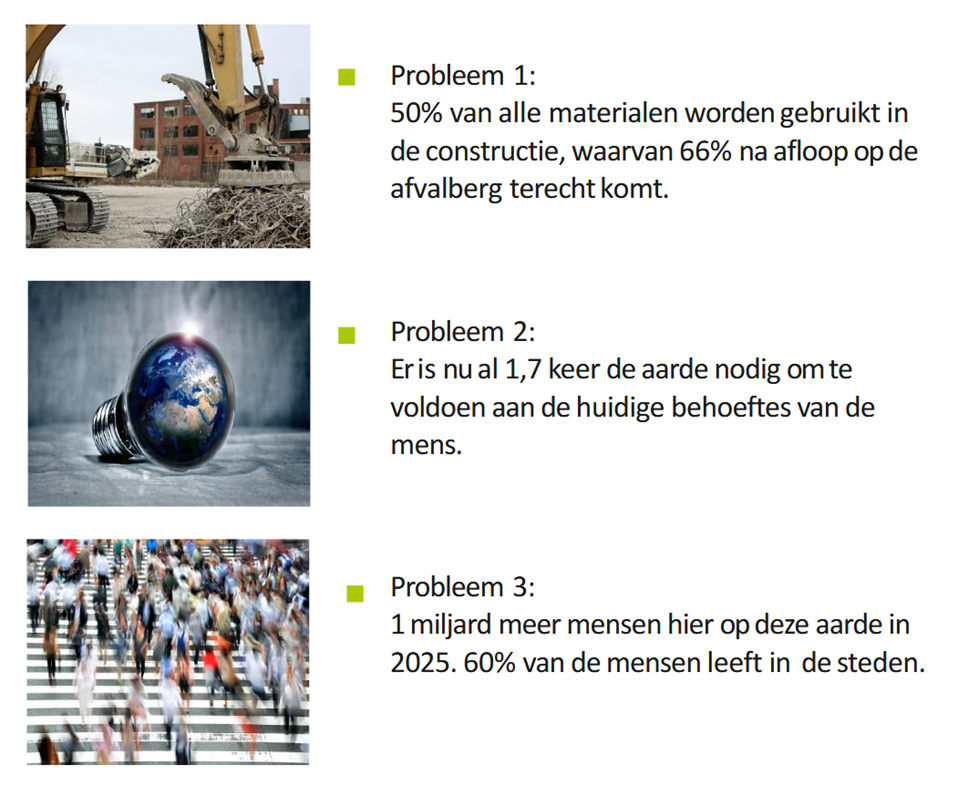 Probleem 1:
50% van alle materialen worden gebruikt in
de constructie, waarvan 66% na afloop op de
afvalberg terecht komt.
Probleem 2:
Er is nu al 1,7 keer de aarde nodig om te
voldoen aan de huidige behoeftes van de
mens.
Probleem 3:
1 miljard meer mensen hier op deze aarde in
2025. 60% van de mensen leeft in de steden.